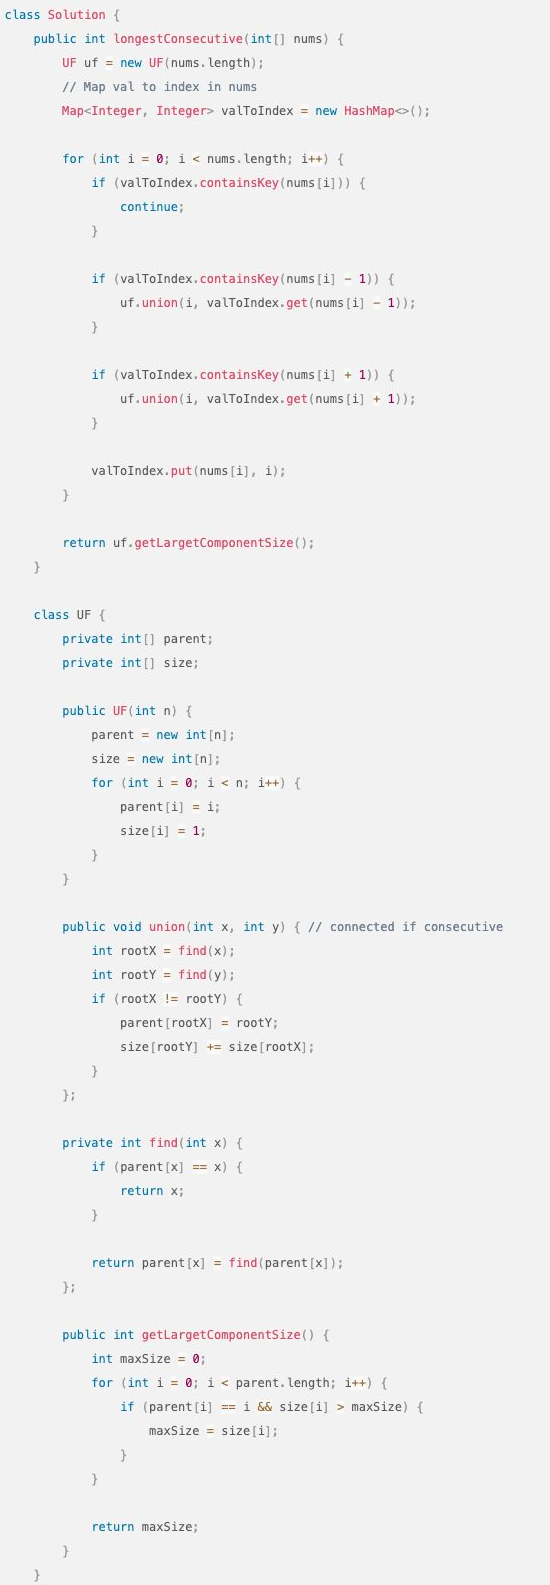 class Solution {
    public int longestConsecutive(int[] nums) {
        UF uf = new UF(nums.length);
        // Map val to index in nums
        Map<Integer, Integer> valToIndex = new HashMap<>();

        for (int i = 0; i < nums.length; i++) {
            if (valToIndex.containsKey(nums[i])) {
                continue;
            }

            if (valToIndex.containsKey(nums[i] - 1)) {
                uf.union(i, valToIndex.get(nums[i] - 1));
            }

            if (valToIndex.containsKey(nums[i] + 1)) {
                uf.union(i, valToIndex.get(nums[i] + 1));
            }

            valToIndex.put(nums[i], i);
        }

        return uf.getLargetComponentSize();
    }

    class UF {
        private int[] parent;
        private int[] size;

        public UF(int n) {
            parent = new int[n];
            size = new int[n];
            for (int i = 0; i < n; i++) {
                parent[i] = i;
                size[i] = 1;
            }
        }

        public void union(int x, int y) { // connected if consecutive
            int rootX = find(x);
            int rootY = find(y);
            if (rootX != rootY) {
                parent[rootX] = rootY;
                size[rootY] += size[rootX];
            }
        };

        private int find(int x) {
            if (parent[x] == x) {
                return x;
            }

            return parent[x] = find(parent[x]);
        };

        public int getLargetComponentSize() {
            int maxSize = 0;
            for (int i = 0; i < parent.length; i++) {
                if (parent[i] == i && size[i] > maxSize) {
                    maxSize = size[i];
                }
            }

            return maxSize;
        }
    }